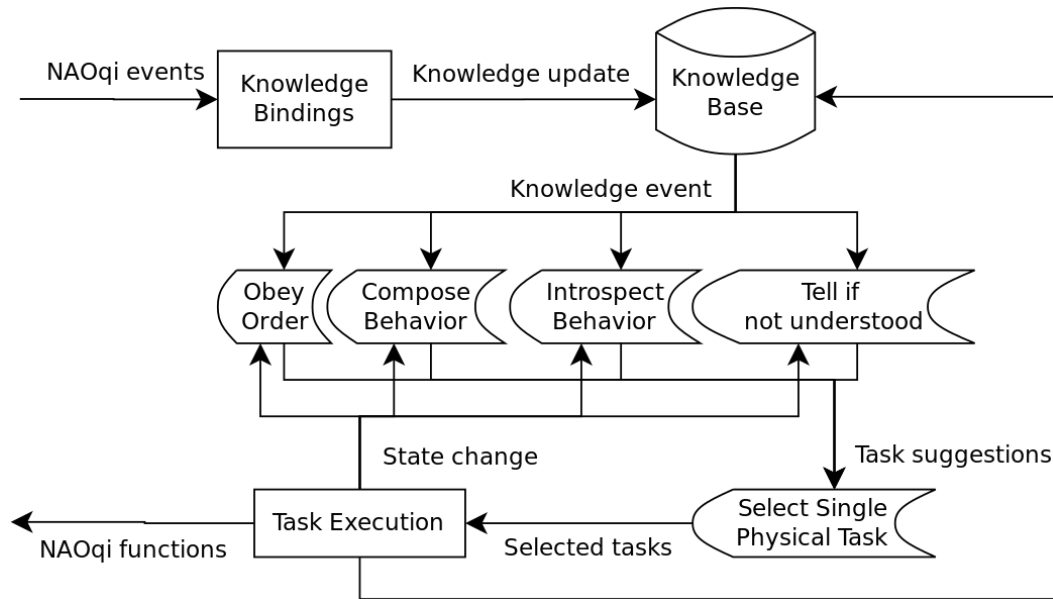 NAOqi events
Knowledge
Bindings
Knowledge update
Knowledge
Base
Knowledge event
Obey
Order
Compose
Behavior
Introspect
Behavior
Tell if
not understood
State change
Task suggestions
Task Execution
Select Single
Physical Task
NAOqi functions
Selected tasks